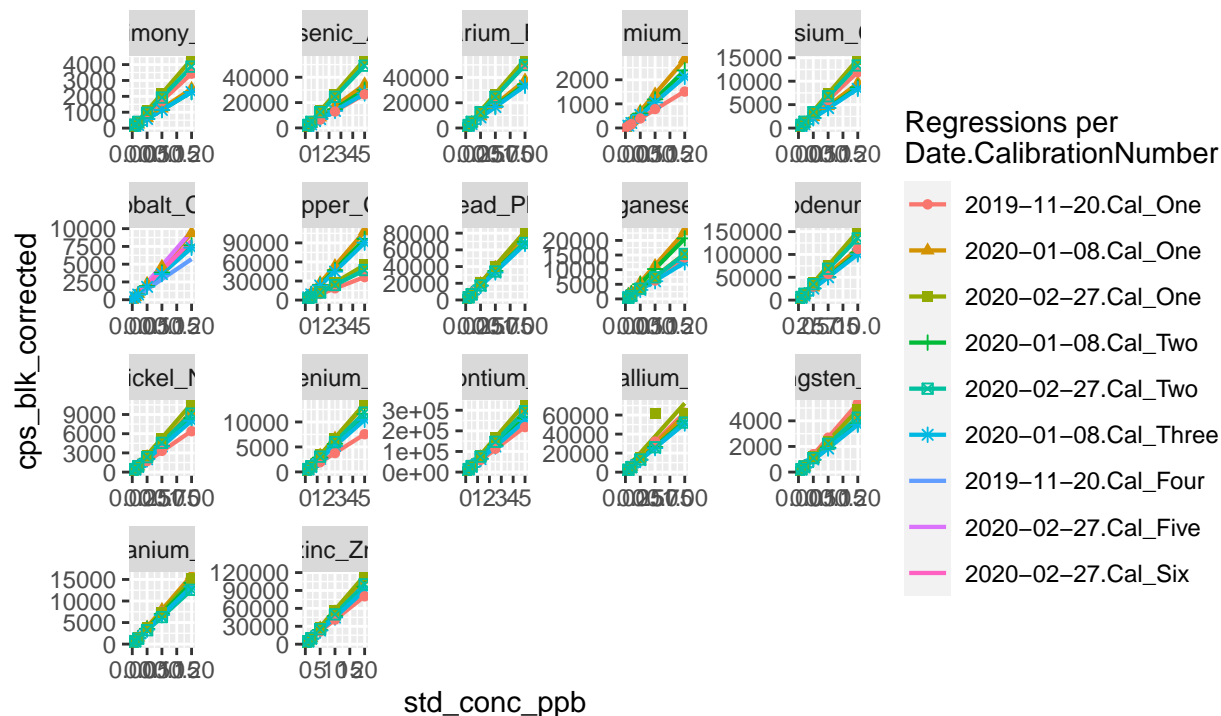 imony_
4000
3000
2000
1000
0
senic_
40000
20000
0
arium_
40000
20000
0
mium_
2000
1000
0
sium_
15000
10000
5000
0
012345
obalt_
10000
7500
5000
2500
0
pper_
90000
60000
30000
0
ead_P
80000
60000
40000
20000
0
ganese
20000
15000
10000
5000
0
odenur
150000
100000
50000
0
012345
ickel_
9000
6000
3000
0
enium_
10000
5000
0
ontium_
3e+05
2e+05
1e+05
0e+00
allium_
60000
40000
20000
0
ngsten_
4000
2000
0
012345
012345
anium_
15000
10000
5000
0
zinc_Zr
120000
90000
60000
30000
0
cps_blk_corrected
std_conc_ppb
Regressions per
Date.CalibrationNumber
2019−11−20.Cal_One
2020−01−08.Cal_One
2020−02−27.Cal_One
2020−01−08.Cal_Two
2020−02−27.Cal_Two
2020−01−08.Cal_Three
2019−11−20.Cal_Four
2020−02−27.Cal_Five
2020−02−27.Cal_Six